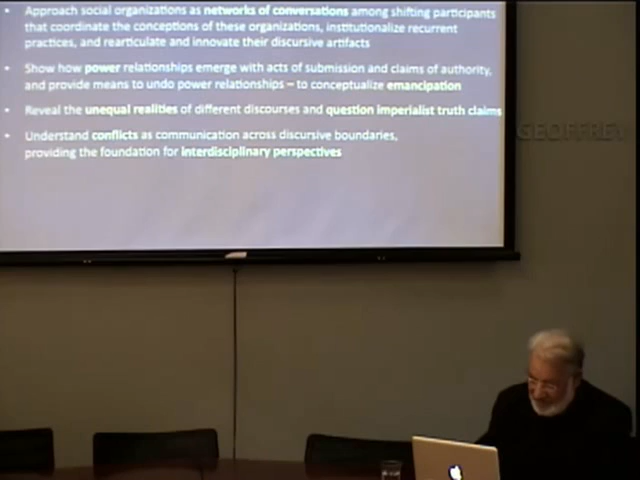 • Approach social organizations as networks of conversations among shifting participants
that coordinate the conceptions of these organizations, institutionalize recurrent
practices, and rearticulate and innovate their discursive artifacts
• Show how power relationships emerge with acts of submission and claims of authority,
and provide means to undo power relationships – to conceptualize emancipation
• Reveal the unequal realities of different discourses and question imperialist truth claims
• Understand conflicts as communication across discursive boundaries,
providing the foundation for interdisciplinary perspectives
GEOFFREY